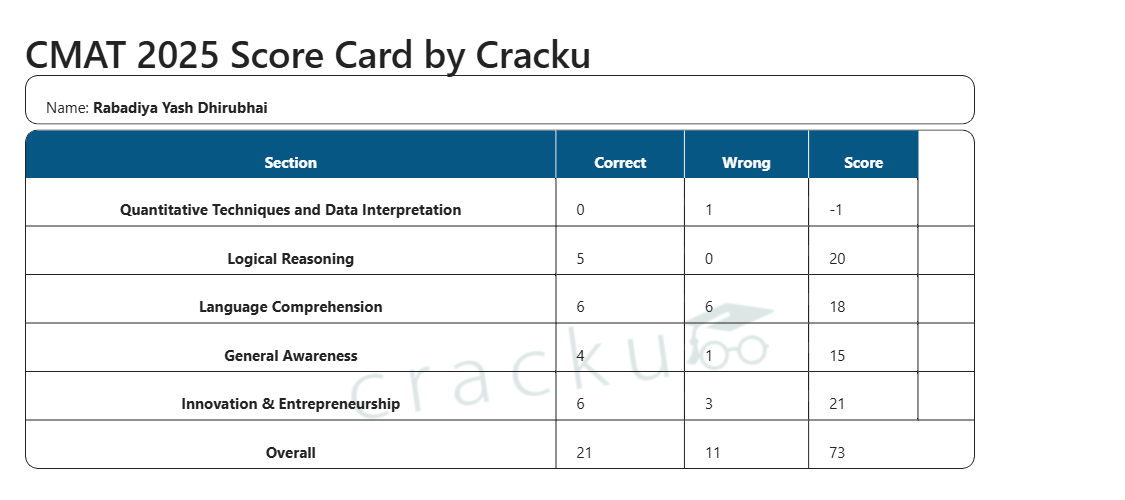 CMAT 2025 Score Card by Cracku
Name: Rabadiya Yash Dhirubhai
Section Correct Wrong Score
Quantitative Techniques and Data Interpretation 0 1 -1
Logical Reasoning 5 0 20
Language Comprehension 6 6 18
General Awareness 4 1 15
cracku
Innovation & Entrepreneurship 6 3 21
Overall 21 11 73